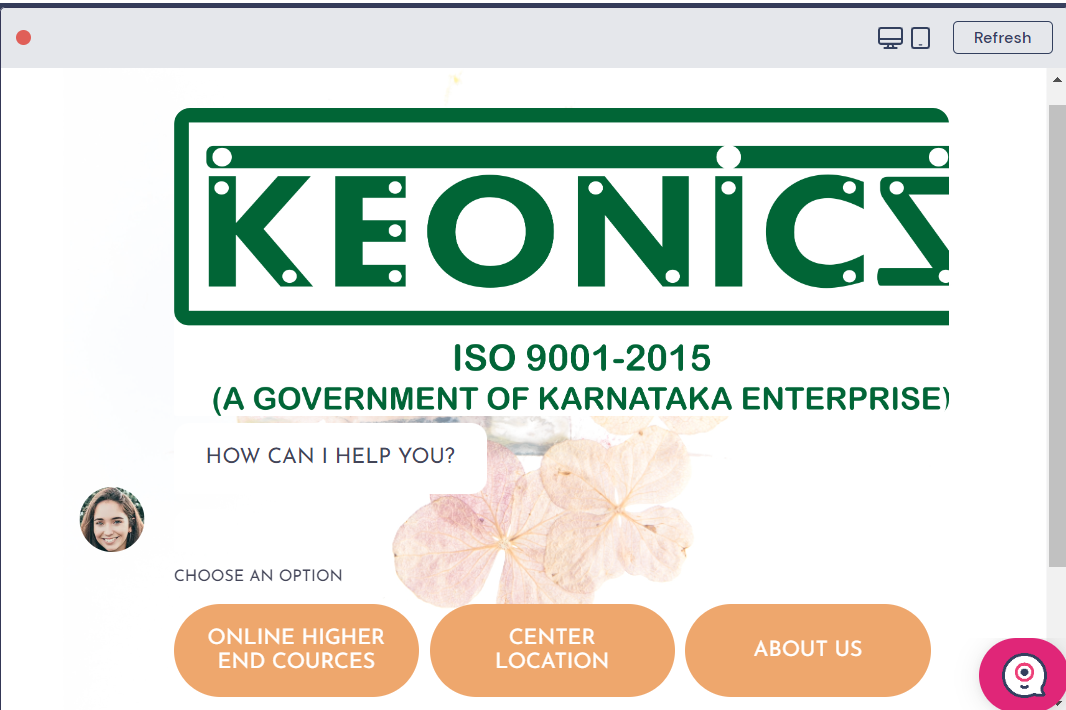 Refresh
KEONICS
ISO 9001-2015
(A GOVERNMENT OF KARNATAKA ENTERPRISE)
HOW CAN I HELP YOU?
CHOOSE AN OPTION
ONLINE HIGHER
END COURCES
CENTER
LOCATION
ABOUT US